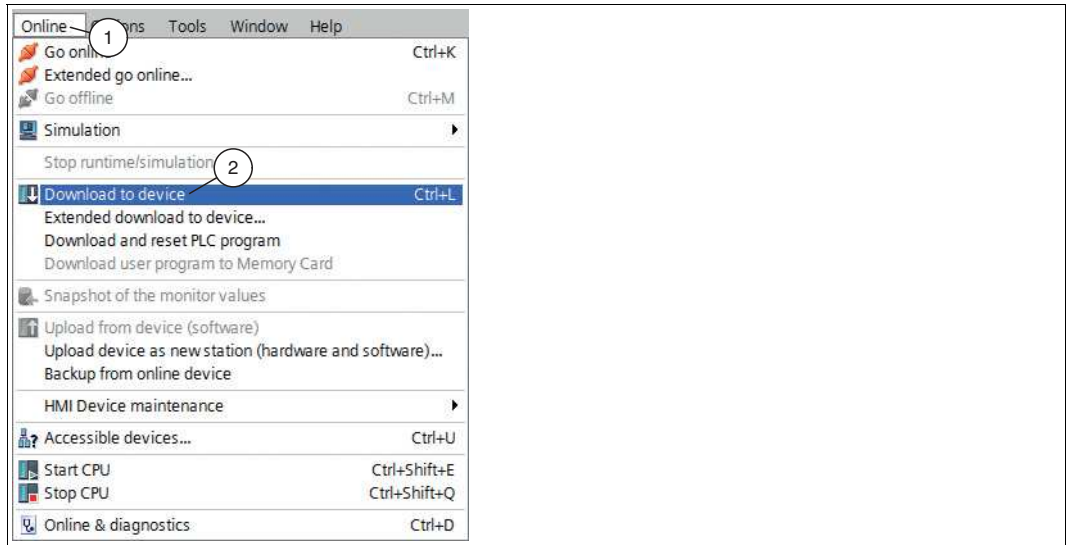 Online Options Tools Window Help
1
Go online Ctrl+K
Extended go online...
Go offline Ctrl+M
Simulation
Stop runtime/simulation
2
Download to device Ctrl+L
Extended download to device...
Download and reset PLC program
Download user program to Memory Card
Snapshot of the monitor values
Upload from device (software)
Upload device as new station (hardware and software)...
Backup from online device
HMI Device maintenance
Accessible devices... Ctrl+U
Start CPU Ctrl+Shift+E
Stop CPU Ctrl+Shift+Q
Online & diagnostics Ctrl+D